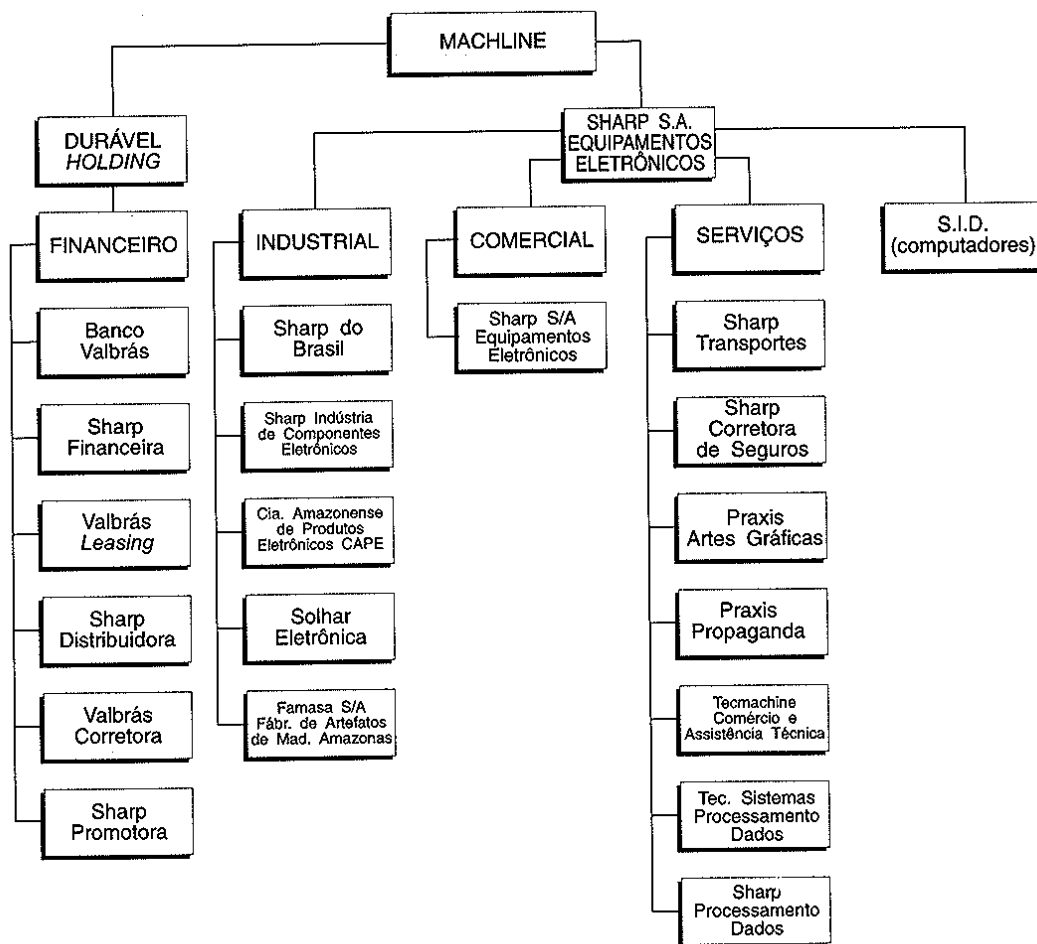 MACHLINE
DURÁVEL
HOLDING
SHARP S.A.
EQUIPAMENTOS
ELETRÔNICOS
FINANCEIRO
Banco
Valbrás
Sharp
Financeira
Valbrás
Leasing
Sharp
Distribuidora
Valbrás
Corretora
Sharp
Promotora
INDUSTRIAL
Sharp do
Brasil
Sharp Indústria
de Componentes
Eletrônicos
Cia. Amazonense
de Produtos
Eletrônicos CAPE
Solhar
Eletrônica
Famasa S/A
Fábr. de Artefatos
de Mad. Amazonas
COMERCIAL
Sharp S/A
Equipamentos
Eletrônicos
SERVIÇOS
Sharp
Transportes
Sharp
Corretora
de Seguros
Praxis
Artes Gráficas
Praxis
Propaganda
Tecmachine
Comércio e
Assistência Técnica
Tec. Sistemas
Processamento
Dados
Sharp
Processamento
Dados
S.I.D.
(computadores)